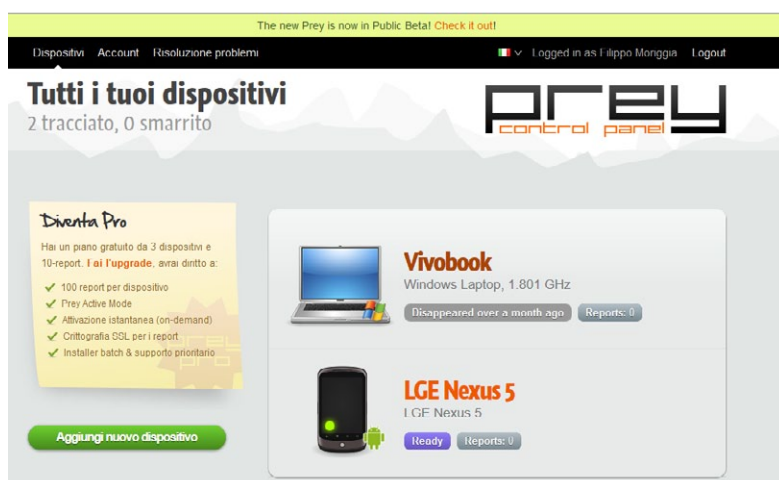 The new Prey is now in Public Beta! Check it out!
Dispositivi Account Risoluzione problemi
Logged in as Filippo Moriggia Logout
Tutti i tuoi dispositivi
2 tracciato, 0 smarrito
prey
control panel
Diventa Pro
Hai un piano gratuito da 3 dispositivi e
10-report. Fai l'upgrade, avrai diritto a:
100 report per dispositivo
Prey Active Mode
Attivazione istantanea (on-demand)
Crittografia SSL per i report
Installer batch & supporto prioritario
prey
pro
Aggiungi nuovo dispositivo
Vivobook
Windows Laptop, 1.801 GHz
Disappeared over a month ago Reports: 0
LGE Nexus 5
LGE Nexus 5
Ready Reports: 0